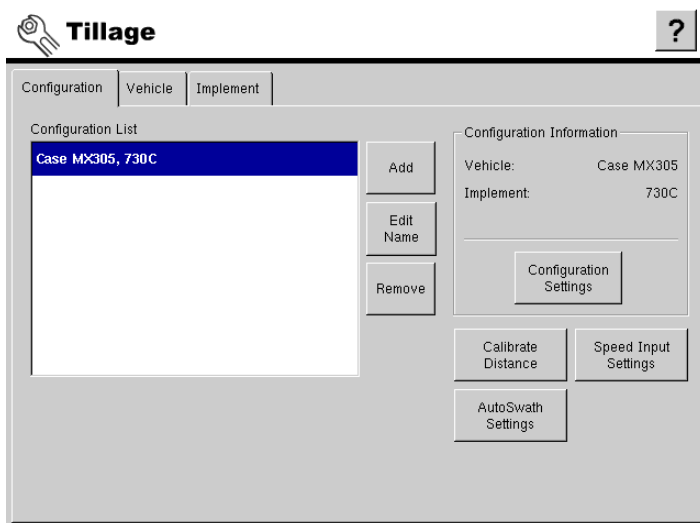 Tillage
?
Configuration
Vehicle
Implement
Configuration List
Case MX305, 730C
Add
Edit
Name
Remove
Configuration Information
Vehicle: Case MX305
Implement: 730C
Configuration
Settings
Calibrate
Distance
Speed Input
Settings
AutoSwath
Settings